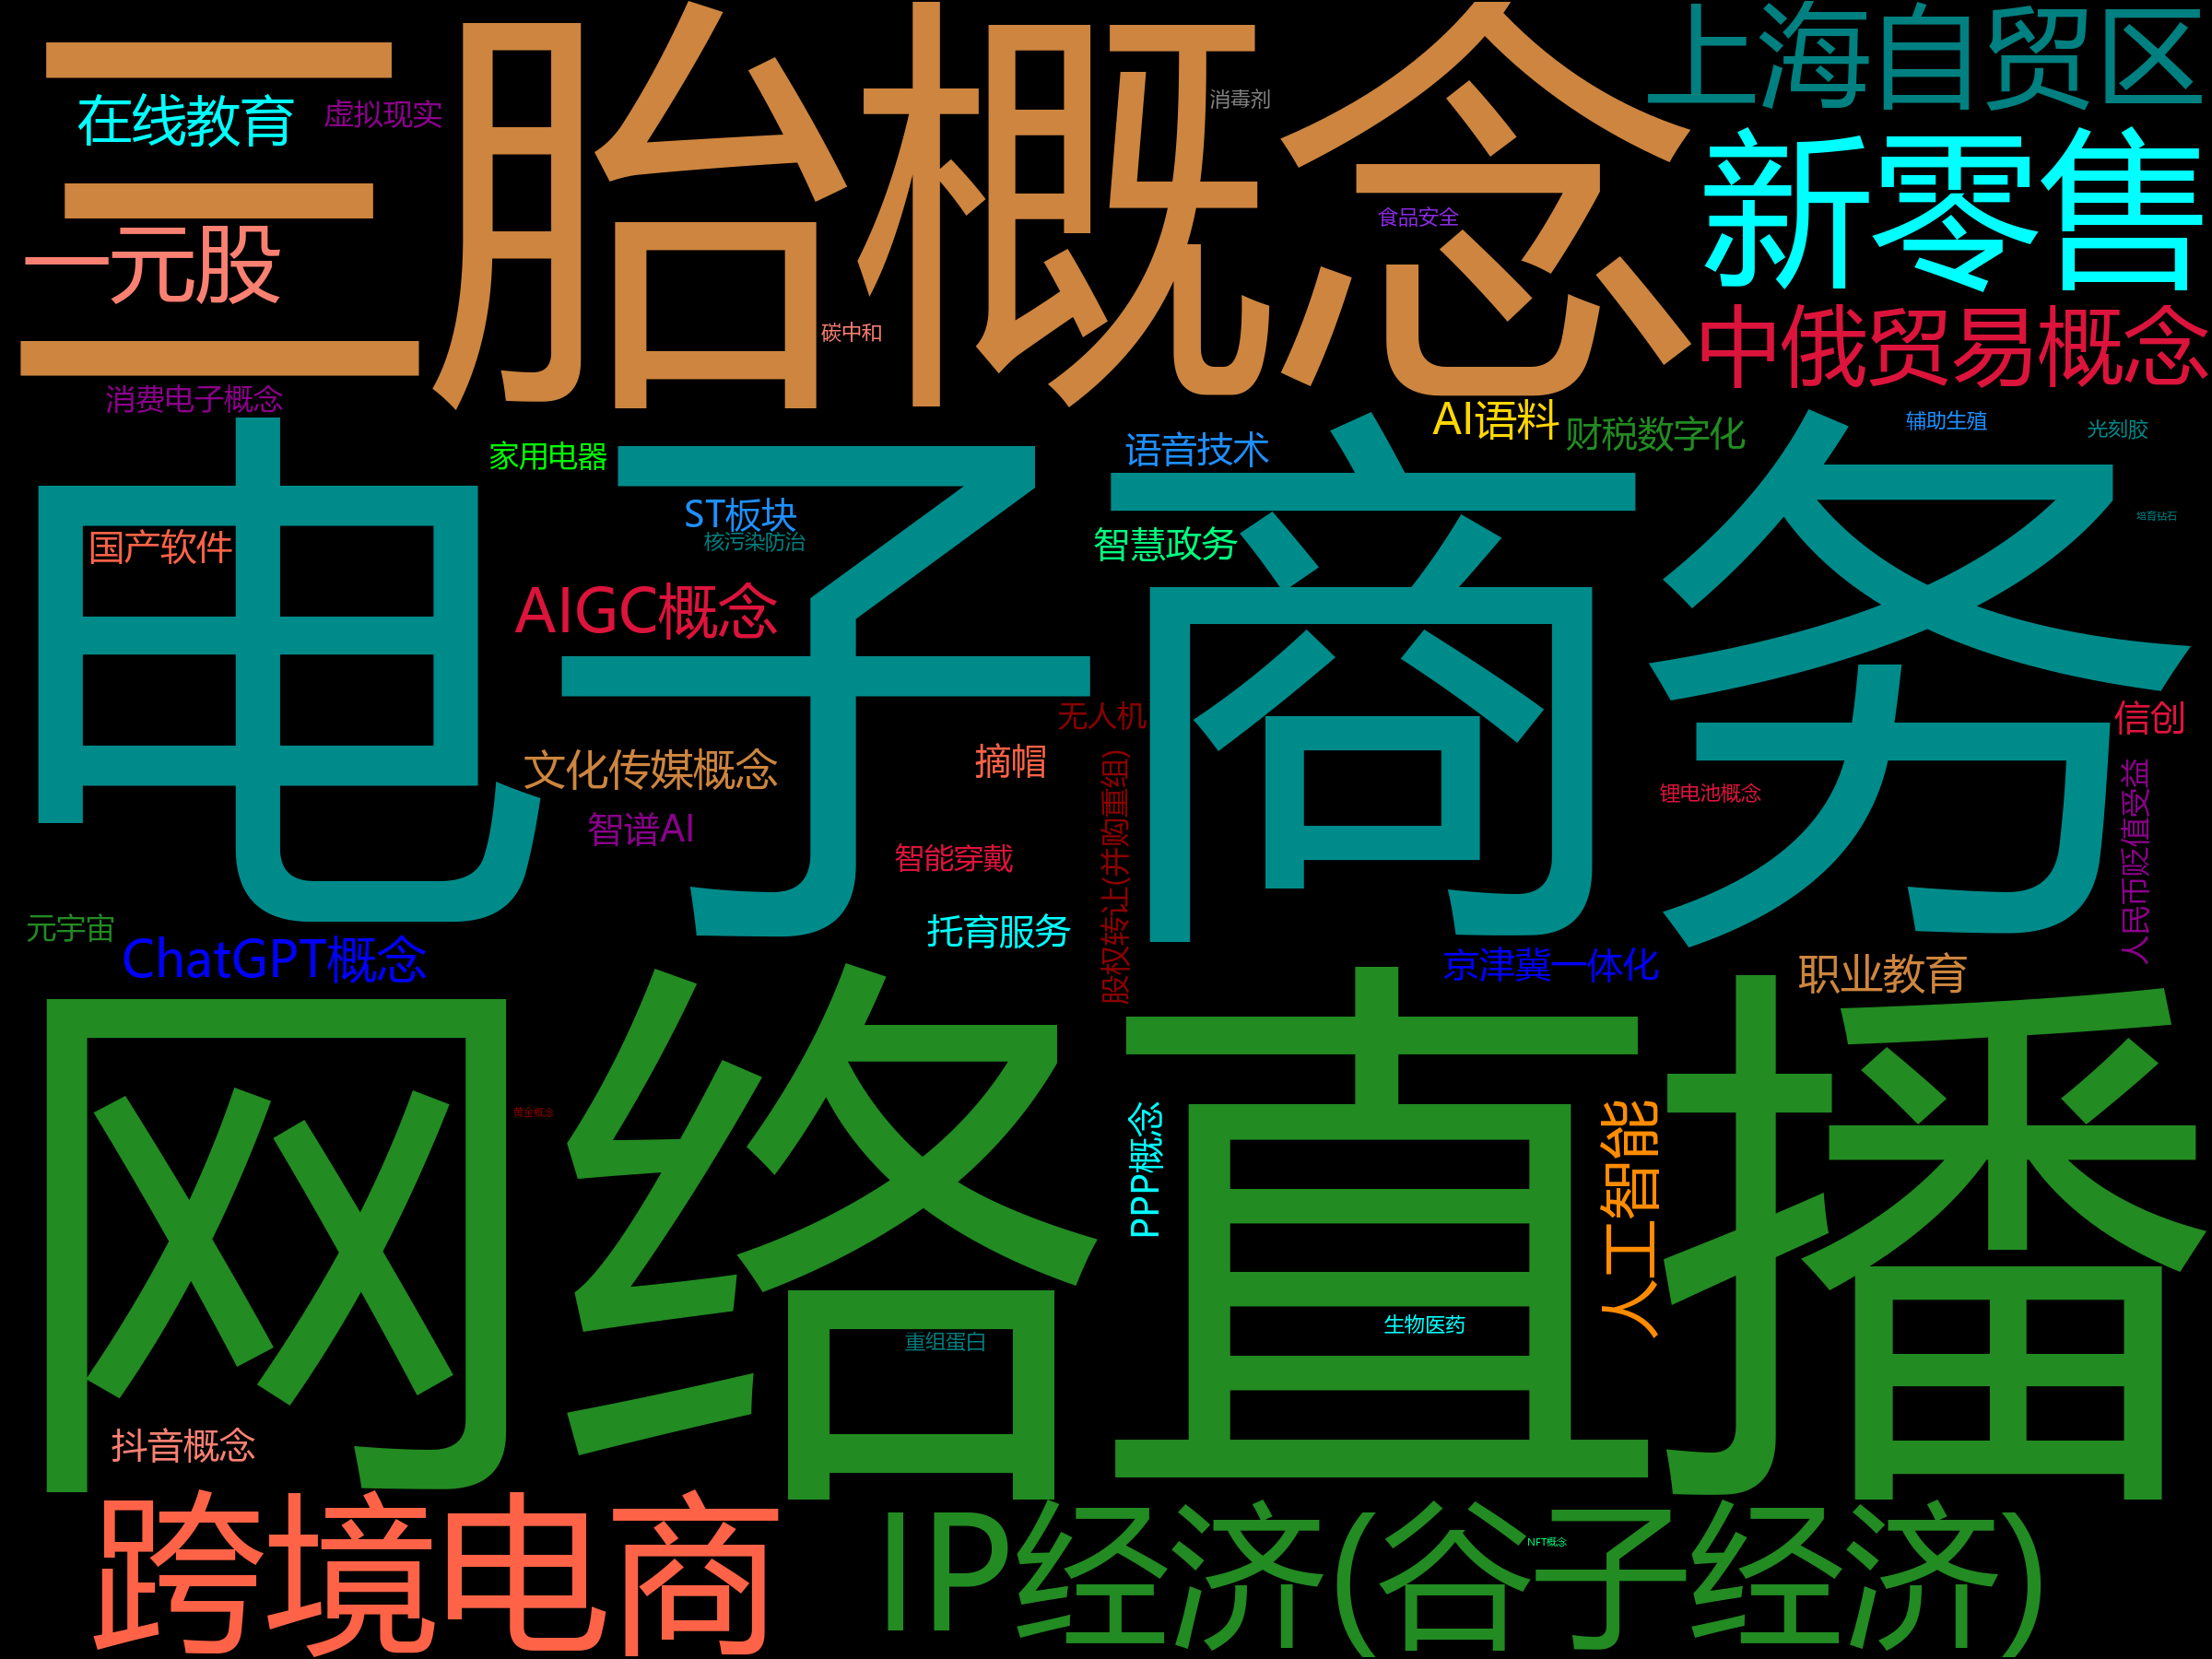 三胎概念
上海自贸区
在线教育
虚拟现实
消毒剂
新零售
食品安全
一元股
中俄贸易概念
碳中和
消费电子概念
AI语料
财税数字化
辅助生殖
光刻胶
家用电器
语音技术
电子商务
ST板块
核污染防治
国产软件
智慧政务
培育钻石
AIGC概念
无人机
信创
文化传媒概念
摘帽
锂电池概念
股权转让(并购重组)
人民币贬值受益
智谱AI
智能穿戴
元宇宙
托育服务
ChatGPT概念
京津冀一体化
职业教育
网络直播
黄金概念
PPP概念
人工智能
生物医药
重组蛋白
抖音概念
跨境电商
IP经济(谷子经济)
NFT概念